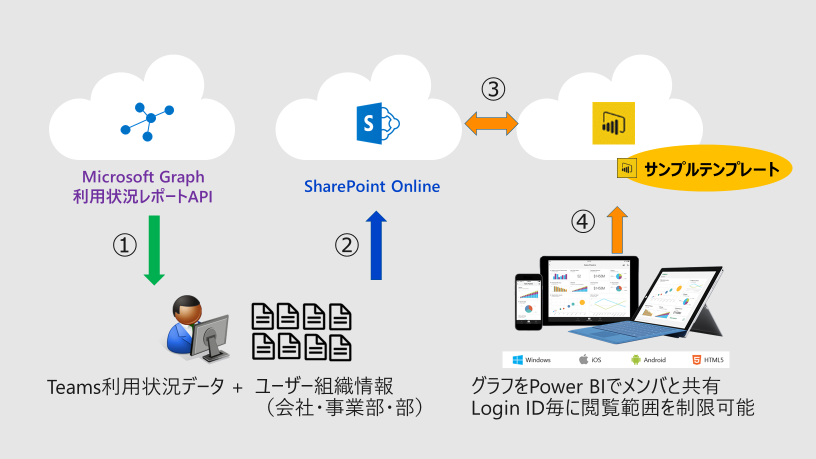 ③
S
Microsoft Graph
利用状況レポートAPI
SharePoint Online
サンプルテンプレート
①
②
④
Windows
iOS
Android
HTML5
Teams利用状況データ + ユーザー組織情報
（会社・事業部・部）
グラフをPower BIでメンバと共有
Login ID毎に閲覧範囲を制限可能